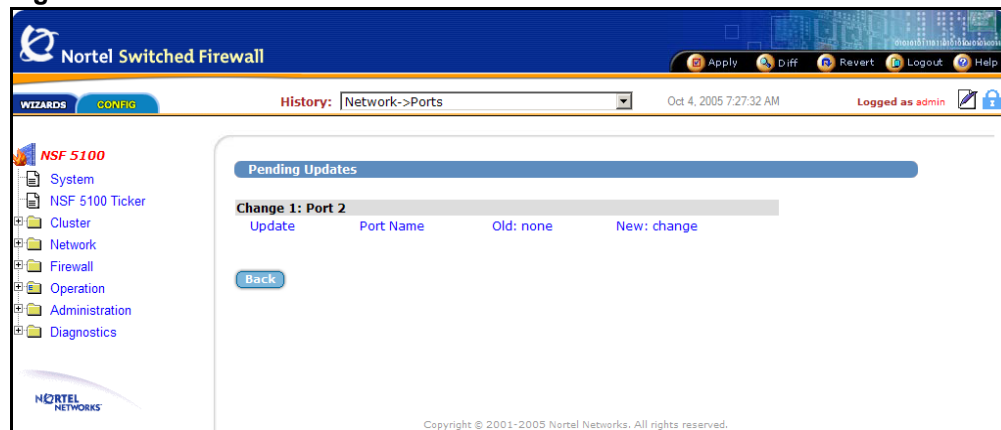 Nortel Switched Firewall
Apply Diff Revert Logout Help
WIZARDS CONFIG History: Network->Ports Oct 4, 2005 7:27:32 AM Logged as admin
NSF 5100
System
NSF 5100 Ticker
Cluster
Network
Firewall
Operation
Administration
Diagnostics
NORTEL
NETWORKS
Pending Updates
Change 1: Port 2
Update Port Name Old: none New: change
Back
Copyright © 2001-2005 Nortel Networks. All rights reserved.